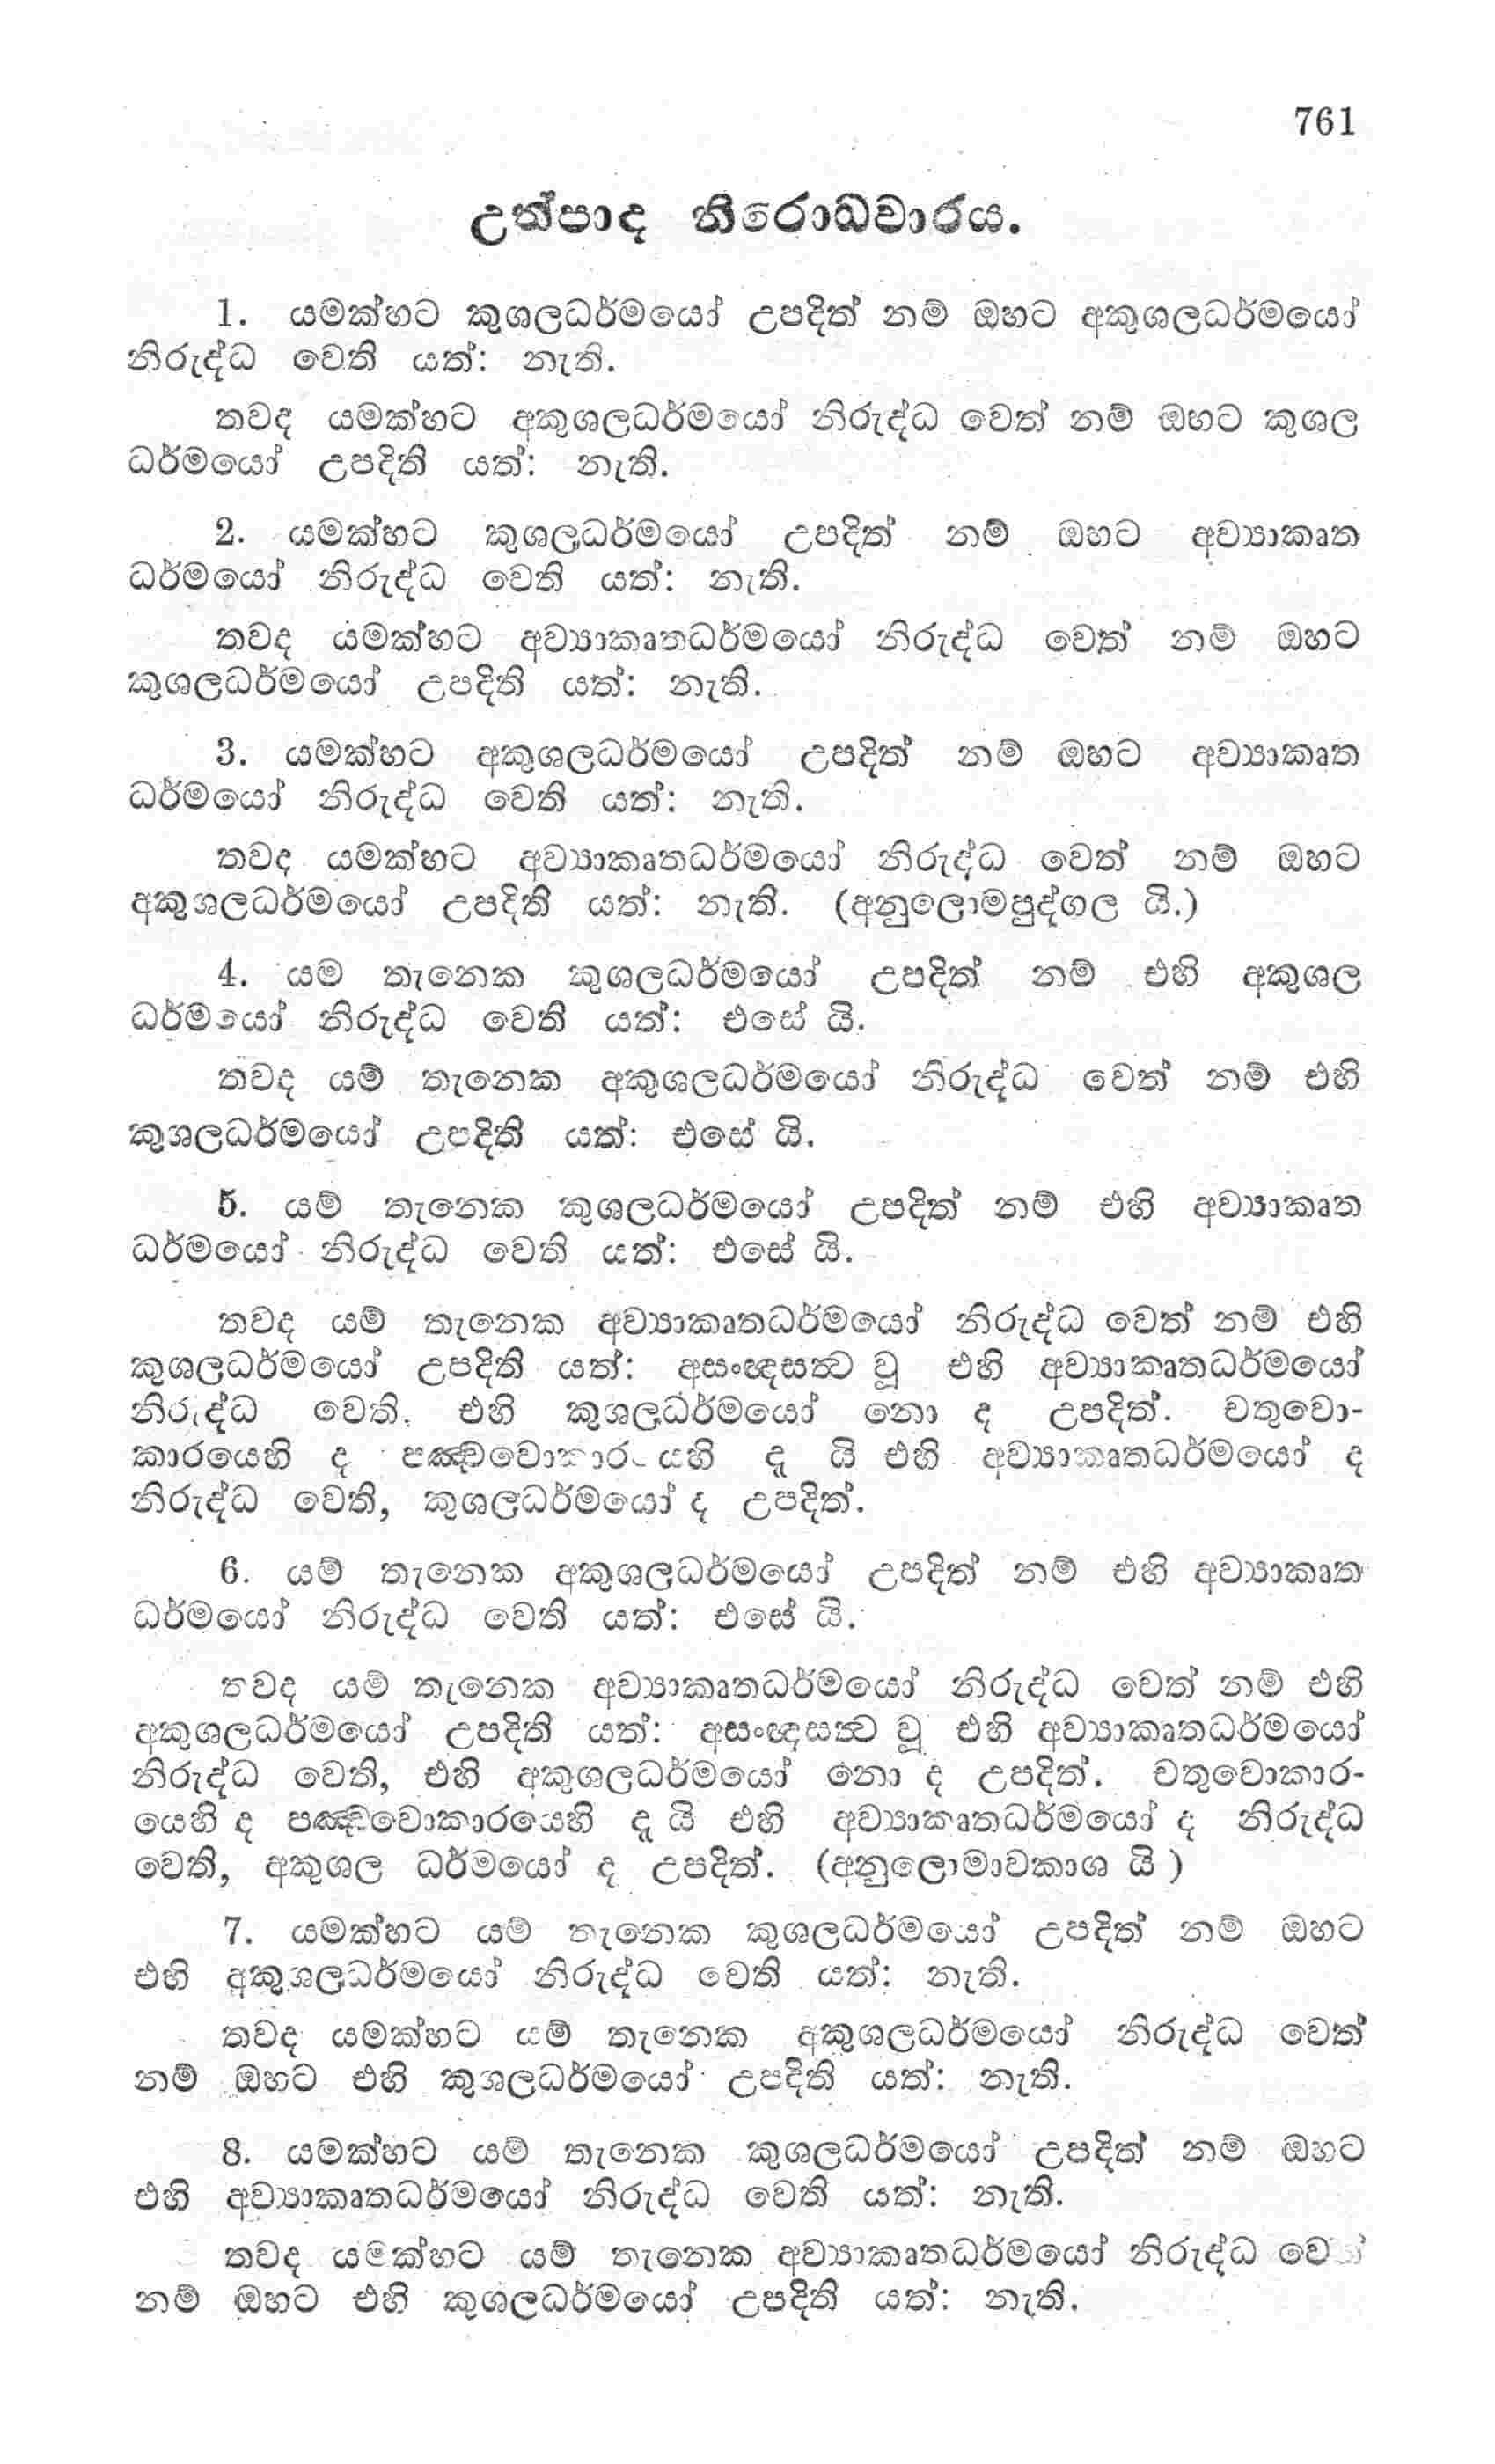 761
උත්පාද නිරොධවාරය.
1. යමක්හට කුශලධර්මයෝ උපදිත් නම් ඔහට අකුශලධර්මයෝ
නිරුද්ධ වෙති යත්: නැති.
තවද යමක්හට අකුශලධර්මයෝ නිරුද්ධ වෙත් නම් ඔහට කුශල
ධර්මයෝ උපදිති යත්: නැති.
2. යමක්හට කුශලධර්මයෝ උපදිත් නම් ඔහට අව්‍යාකෘත
ධර්මයෝ නිරුද්ධ වෙති යත්: නැති.
තවද යමක්හට අව්‍යාකෘතධර්මයෝ නිරුද්ධ වෙත් නම් ඔහට
කුශලධර්මයෝ උපදිති යත්: නැති.
3. යමක්හට අකුශලධර්මයෝ උපදිත් නම් ඔහට අව්‍යාකෘත
ධර්මයෝ නිරුද්ධ වෙති යත්: නැති.
තවද යමක්හට අව්‍යාකෘතධර්මයෝ නිරුද්ධ වෙත් නම් ඔහට
අකුශලධර්මයෝ උපදිති යත්: නැති. (අනුලොමපුද්ගල යි.)
4. යම තැනෙක කුශලධර්මයෝ උපදිත් නම් එහි අකුශල
ධර්මයෝ නිරුද්ධ වෙති යත්: එසේ යි.
තවද යම් තැනෙක අකුශලධර්මයෝ නිරුද්ධ වෙත් නම් එහි
කුශලධර්මයෝ උපදිති යත්: එසේ යි.
5. යම් තැනෙක කුශලධර්මයෝ උපදිත් නම් එහි අව්‍යාකෘත
ධර්මයෝ නිරුද්ධ වෙති යත්: එසේ යි.
තවද යම් තැනෙක අව්‍යාකෘතධර්මයෝ නිරුද්ධ වෙත් නම් එහි
කුශලධර්මයෝ උපදිති යත්: අසංඥසත්‍ව වූ එහි අව්‍යාකෘතධර්මයෝ
නිරුද්ධ වෙති, එහි කුශලධර්මයෝ නො ද උපදිත්. චතුවො-
කාරයෙහි ද පඤ්චවොකාරයෙහි දැ යි එහි අව්‍යාකෘතධර්මයෝ ද
නිරුද්ධ වෙති, කුශලධර්මයෝ ද උපදිත්.
6. යම් තැනෙක අකුශලධර්මයෝ උපදිත් නම් එහි අව්‍යාකෘත
ධර්මයෝ නිරුද්ධ වෙති යත්: එසේ යි.
තවද යම් තැනෙක අව්‍යාකෘතධර්මයෝ නිරුද්ධ වෙත් නම් එහි
අකුශලධර්මයෝ උපදිති යත්: අසංඥසත්‍ව වූ එහි අව්‍යාකෘතධර්මයෝ
නිරුද්ධ වෙති, එහි අකුශලධර්මයෝ නො ද උපදිත්. චතුවොකාර-
යෙහි ද පඤ්චවොකාරයෙහි දැ යි එහි අව්‍යාකෘතධර්මයෝ ද නිරුද්ධ
වෙති, අකුශල ධර්මයෝ ද උපදිත්. (අනුලොමාවකාශ යි )
7. යමක්හට යම් තැනෙක කුශලධර්මයෝ උපදිත් නම් ඔහට
එහි අකුශලධර්මයෝ නිරුද්ධ වෙති යත්: නැති.
තවද යමක්හට යම් තැනෙක අකුශලධර්මයෝ නිරුද්ධ වෙත්
නම් ඔහට එහි කුශලධර්මයෝ උපදිති යත්: නැති.
8. යමක්හට යම් තැනෙක කුශලධර්මයෝ උපදිත් නම් ඔහට
එහි අව්‍යාකෘතධර්මයෝ නිරුද්ධ වෙති යත්: නැති.
තවද යමක්හට යම් තැනෙක අව්‍යාකෘතධර්මයෝ නිරුද්ධ
නම් ඔහට එහි කුශලධර්මයෝ උපදිති යත්: නැති.